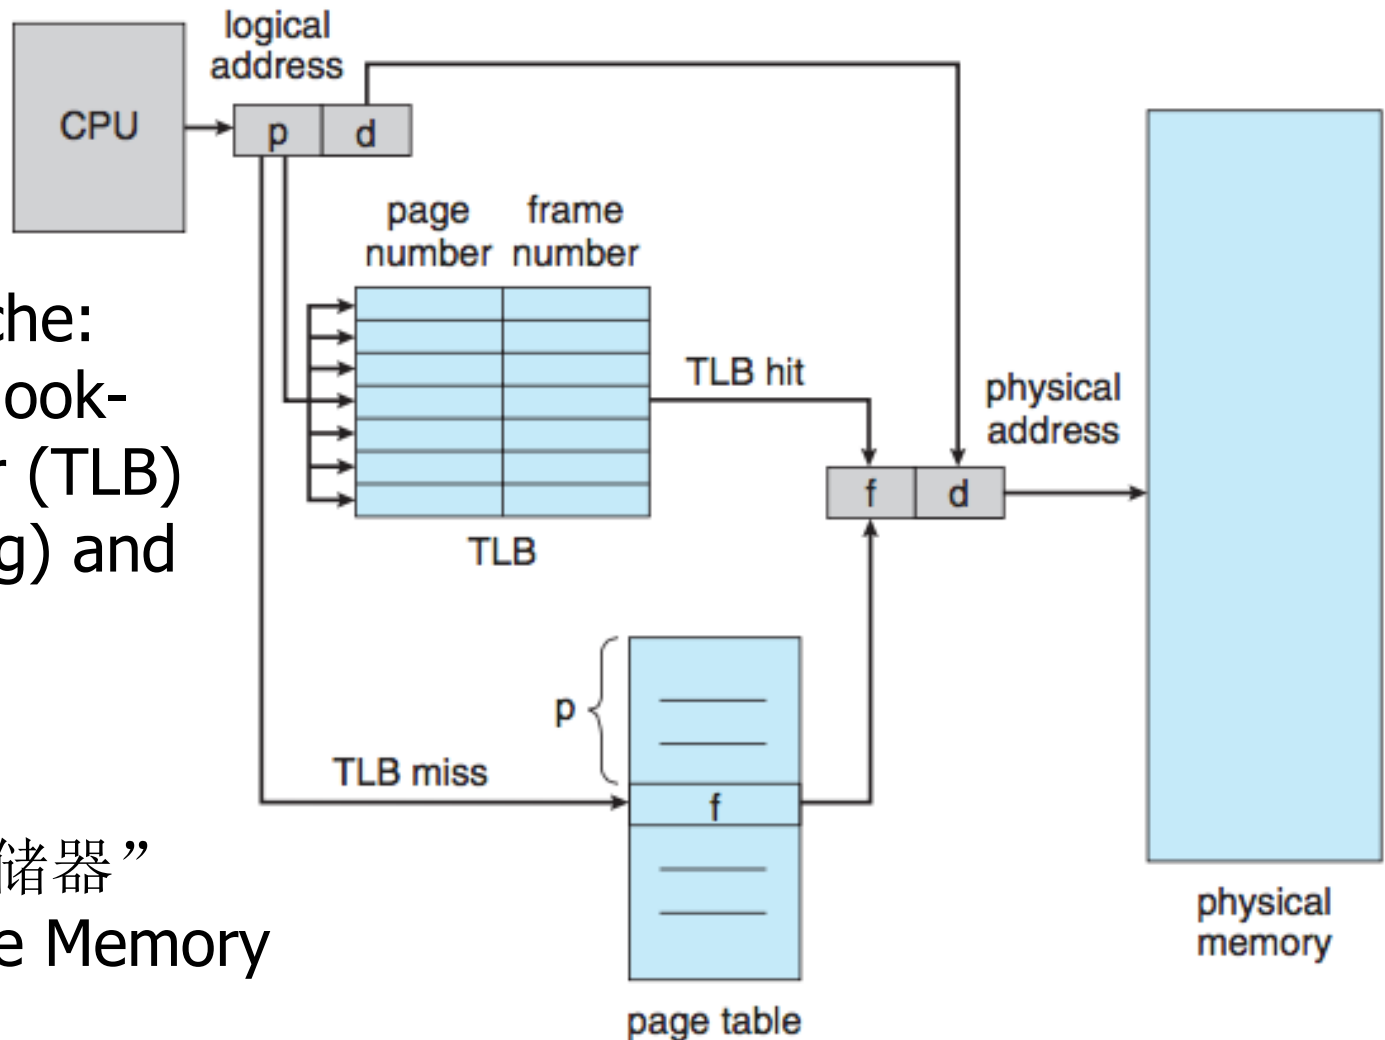 logical
address
CPU
p
d
page
number
frame
number
che:
ook-
r (TLB)
g) and
TLB hit
physical
address
f
d
TLB
p
TLB miss
f
储器”
e Memory
physical
memory
page table